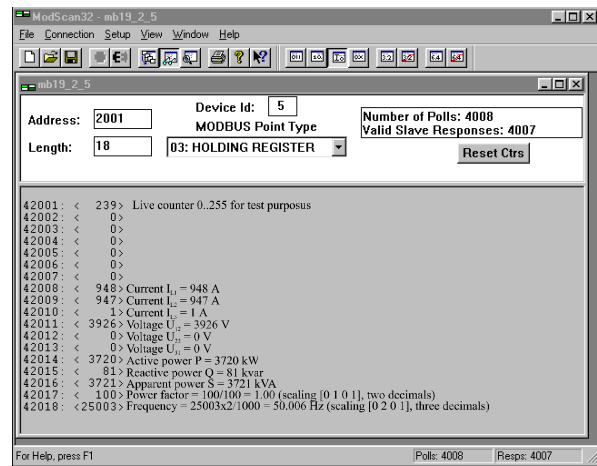 ModScan32 - mb19_2_5
File Connection Setup View Window Help
mb19_2_5
Address: 2001
Device Id: 5
MODBUS Point Type
Length: 18
03: HOLDING REGISTER
Number of Polls: 4008
Valid Slave Responses: 4007
Reset Ctrs
42001: < 239> Live counter 0..255 for test purposus
42002: < 0>
42003: < 0>
42004: < 0>
42005: < 0>
42006: < 0>
42007: < 0>
42008: < 948> Current IL1 = 948 A
42009: < 947> Current IL2 = 947 A
42010: < 1> Current IL3 = 1 A
42011: < 3926> Voltage U12 = 3926 V
42012: < 0> Voltage U23 = 0 V
42013: < 0> Voltage U31 = 0 V
42014: < 3720> Active power P = 3720 kW
42015: < 81> Reactive power Q = 81 kvar
42016: < 3721> Apparent power S = 3721 kVA
42017: < 100> Power factor = 100/100 = 1.00 (scaling [0 1 0 1], two decimals)
42018: <25003> Frequency = 25003x2/1000 = 50.006 Hz (scaling [0 2 0 1], three decimals)
For Help, press F1
Polls: 4008
Resps: 4007